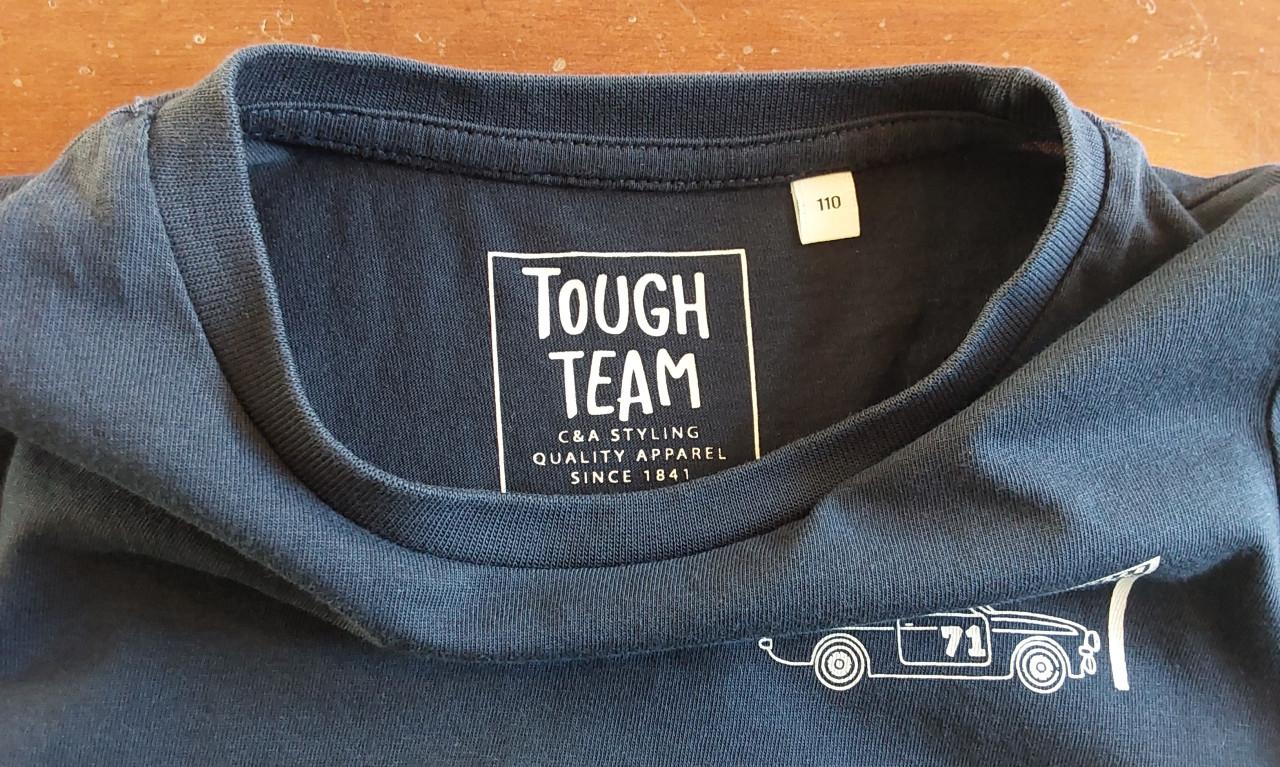 110
TOUGH
TEAM
C&A STYLING
QUALITY APPAREL
SINCE 1841
71